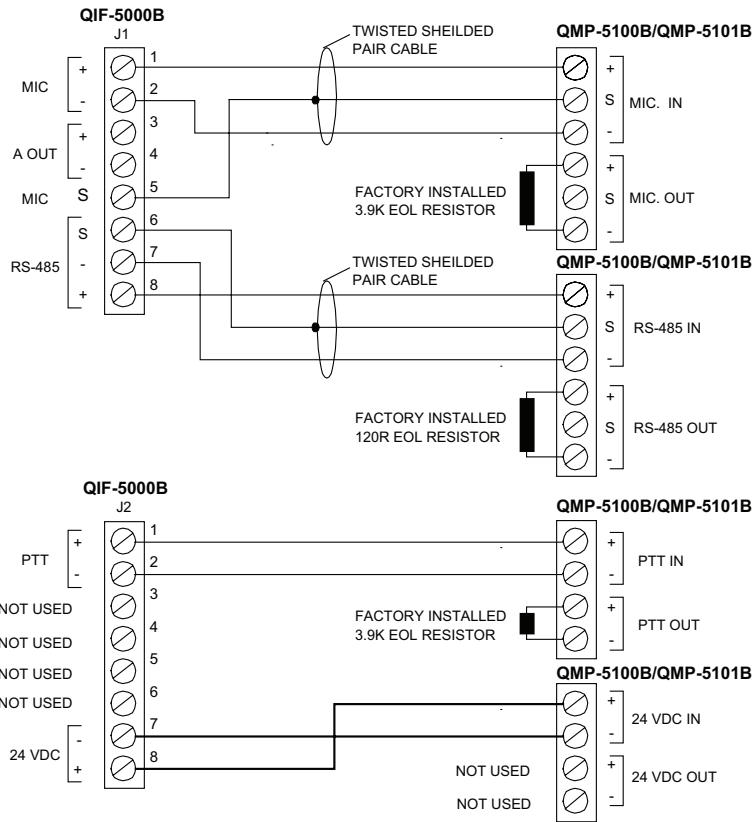 QIF-5000B
J1
TWISTED SHEILDED
PAIR CABLE
QMP-5100B/QMP-5101B
MIC
+
-
A OUT
+
-
MIC S
RS-485
S
-
+
1
2
3
4
5
6
7
8
+
S
-
MIC. IN
FACTORY INSTALLED
3.9K EOL RESISTOR
+
S
-
MIC. OUT
QMP-5100B/QMP-5101B
TWISTED SHEILDED
PAIR CABLE
+
S
-
RS-485 IN
FACTORY INSTALLED
120R EOL RESISTOR
+
S
-
RS-485 OUT
QIF-5000B
J2
QMP-5100B/QMP-5101B
PTT
+
-
NOT USED
NOT USED
NOT USED
NOT USED
24 VDC
-
+
1
2
3
4
5
6
7
8
+
-
PTT IN
FACTORY INSTALLED
3.9K EOL RESISTOR
+
-
PTT OUT
QMP-5100B/QMP-5101B
+
-
24 VDC IN
NOT USED
NOT USED
+
-
24 VDC OUT